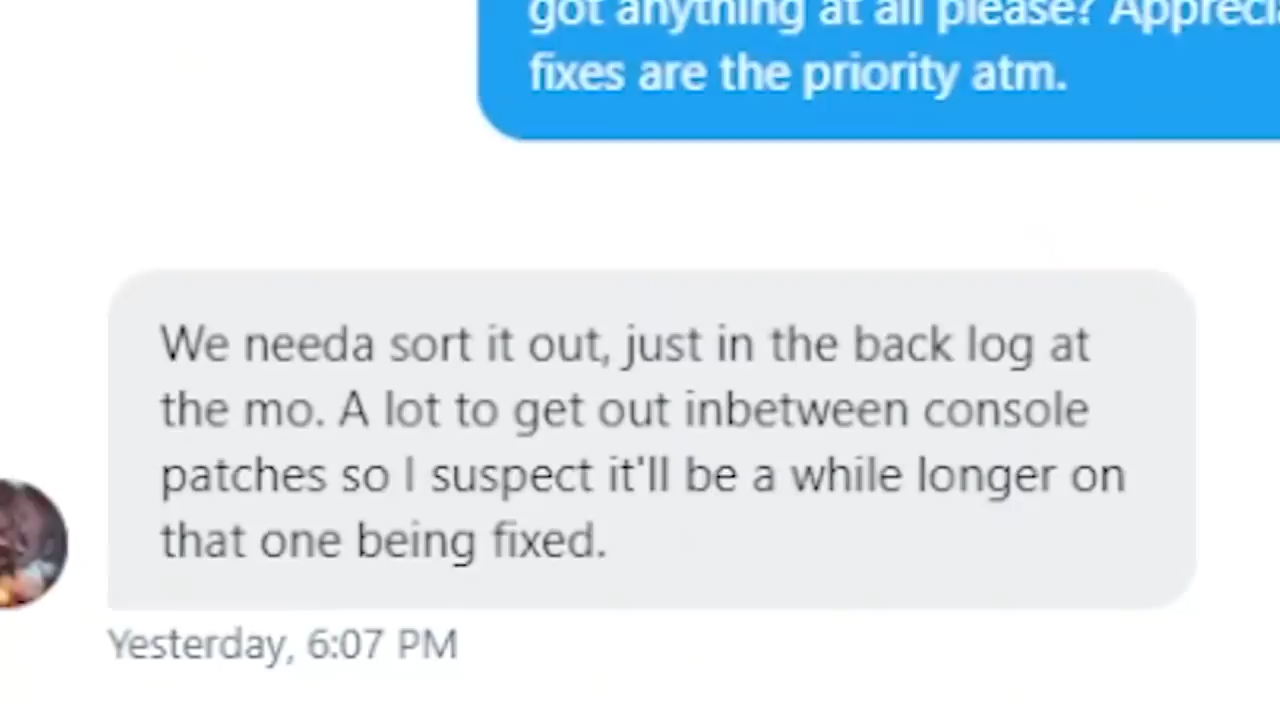 got anything at all please?
fixes are the priority atm.
We needa sort it out, just in the back log at
the mo. A lot to get out inbetween console
patches so I suspect it'll be a while longer on
that one being fixed.
Yesterday, 6:07 PM